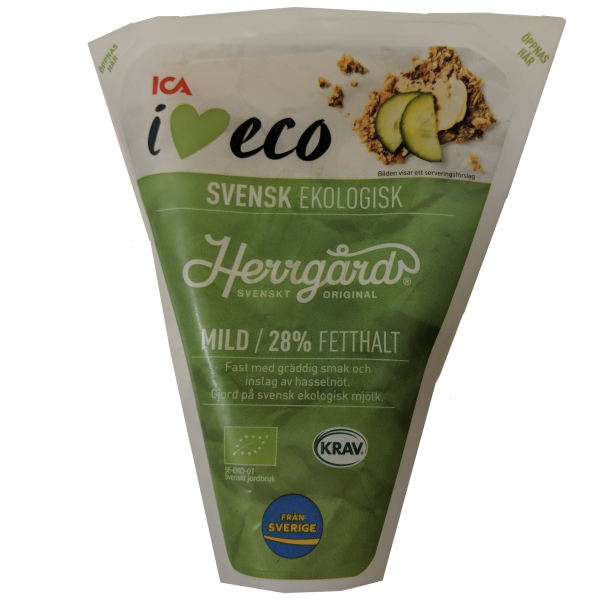 ÖPPNAS
HÄR
ÖPPNAS
HÄR
ICA
i eco
Bilden visar ett serveringsförslag
SVENSK EKOLOGISK
Herrgård®
SVENSKT ORIGINAL
MILD / 28% FETTHALT
Fast med gräddig smak och
inslag av hasselnöt.
Gjord på svensk ekologisk mjölk.
KRAV®
SE-EKO-01
Svenskt jordbruk
FRÅN
SVERIGE